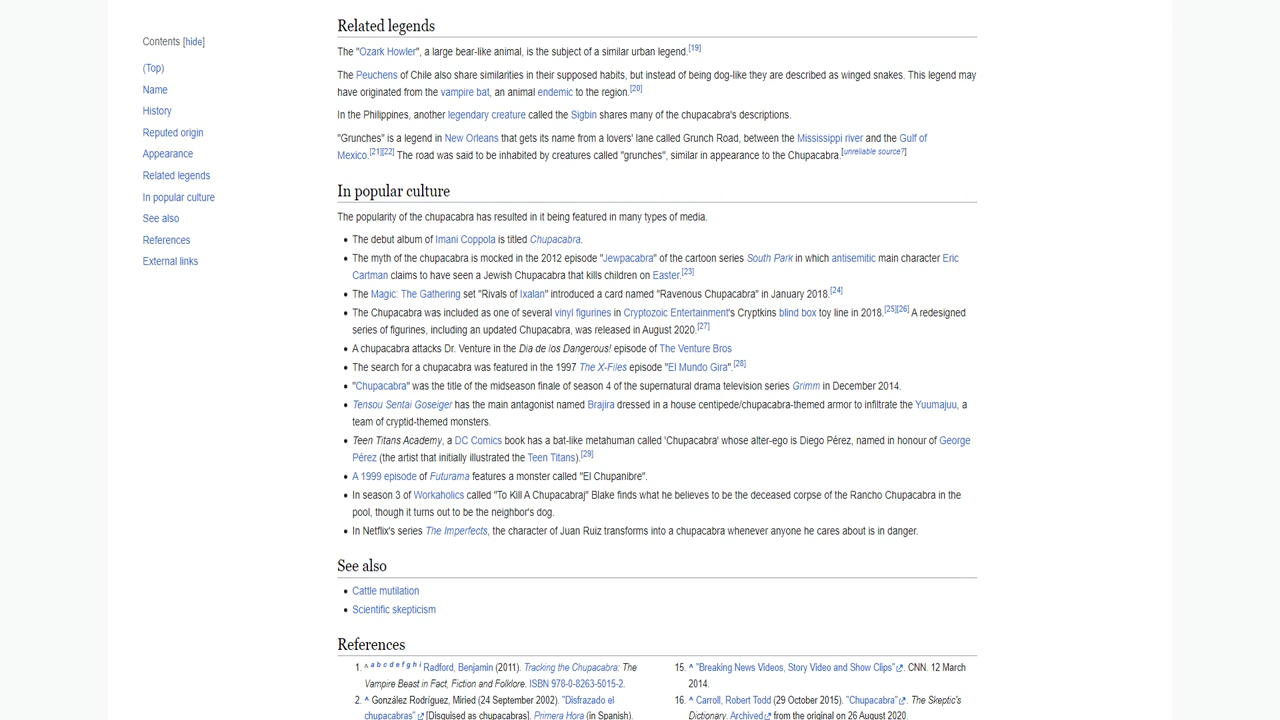 Contents [hide]
(Top)
Name
History
Reputed origin
Appearance
Related legends
In popular culture
See also
References
External links
Related legends
The "Ozark Howler", a large bear-like animal, is the subject of a similar urban legend.[19]
The Peuchens of Chile also share similarities in their supposed habits, but instead of being dog-like they are described as winged snakes. This legend may
have originated from the vampire bat, an animal endemic to the region.[20]
In the Philippines, another legendary creature called the Sigbin shares many of the chupacabra's descriptions.
"Grunches" is a legend in New Orleans that gets its name from a lovers' lane called Grunch Road, between the Mississippi river and the Gulf of
Mexico.[21][22] The road was said to be inhabited by creatures called "grunches", similar in appearance to the Chupacabra.[unreliable source?]
In popular culture
The popularity of the chupacabra has resulted in it being featured in many types of media.
• The debut album of Imani Coppola is titled Chupacabra.
• The myth of the chupacabra is mocked in the 2012 episode "Jewpacabra" of the cartoon series South Park in which antisemitic main character Eric
Cartman claims to have seen a Jewish Chupacabra that kills children on Easter.[23]
• The Magic: The Gathering set "Rivals of Ixalan" introduced a card named "Ravenous Chupacabra" in January 2018.[24]
• The Chupacabra was included as one of several vinyl figurines in Cryptozoic Entertainment's Cryptkins blind box toy line in 2018.[25][26] A redesigned
series of figurines, including an updated Chupacabra, was released in August 2020.[27]
• A chupacabra attacks Dr. Venture in the Dia de los Dangerous! episode of The Venture Bros
• The search for a chupacabra was featured in the 1997 The X-Files episode "El Mundo Gira".[28]
• "Chupacabra" was the title of the midseason finale of season 4 of the supernatural drama television series Grimm in December 2014.
• Tensou Sentai Goseiger has the main antagonist named Brajira dressed in a house centipede/chupacabra-themed armor to infiltrate the Yuumajuu, a
team of cryptid-themed monsters.
• Teen Titans Academy, a DC Comics book has a bat-like metahuman called 'Chupacabra' whose alter-ego is Diego Pérez, named in honour of George
Pérez (the artist that initially illustrated the Teen Titans).[29]
• A 1999 episode of Futurama features a monster called "El Chupanibre".
• In season 3 of Workaholics called "To Kill A Chupacabraj" Blake finds what he believes to be the deceased corpse of the Rancho Chupacabra in the
pool, though it turns out to be the neighbor's dog.
• In Netflix's series The Imperfects, the character of Juan Ruiz transforms into a chupacabra whenever anyone he cares about is in danger.
See also
• Cattle mutilation
• Scientific skepticism
References
1. ^ a b c d e f g h i Radford, Benjamin (2011). Tracking the Chupacabra: The
Vampire Beast in Fact, Fiction and Folklore. ISBN 978-0-8263-5015-2.
2. ^ González Rodríguez, Miried (24 September 2002). "Disfrazado el
chupacabras" [Disguised as chupacabras]. Primera Hora (in Spanish).
15. ^ "Breaking News Videos, Story Video and Show Clips". CNN. 12 March
2014.
16. ^ Carroll, Robert Todd (29 October 2015). "Chupacabra". The Skeptic's
Dictionary. Archived from the original on 26 August 2020.